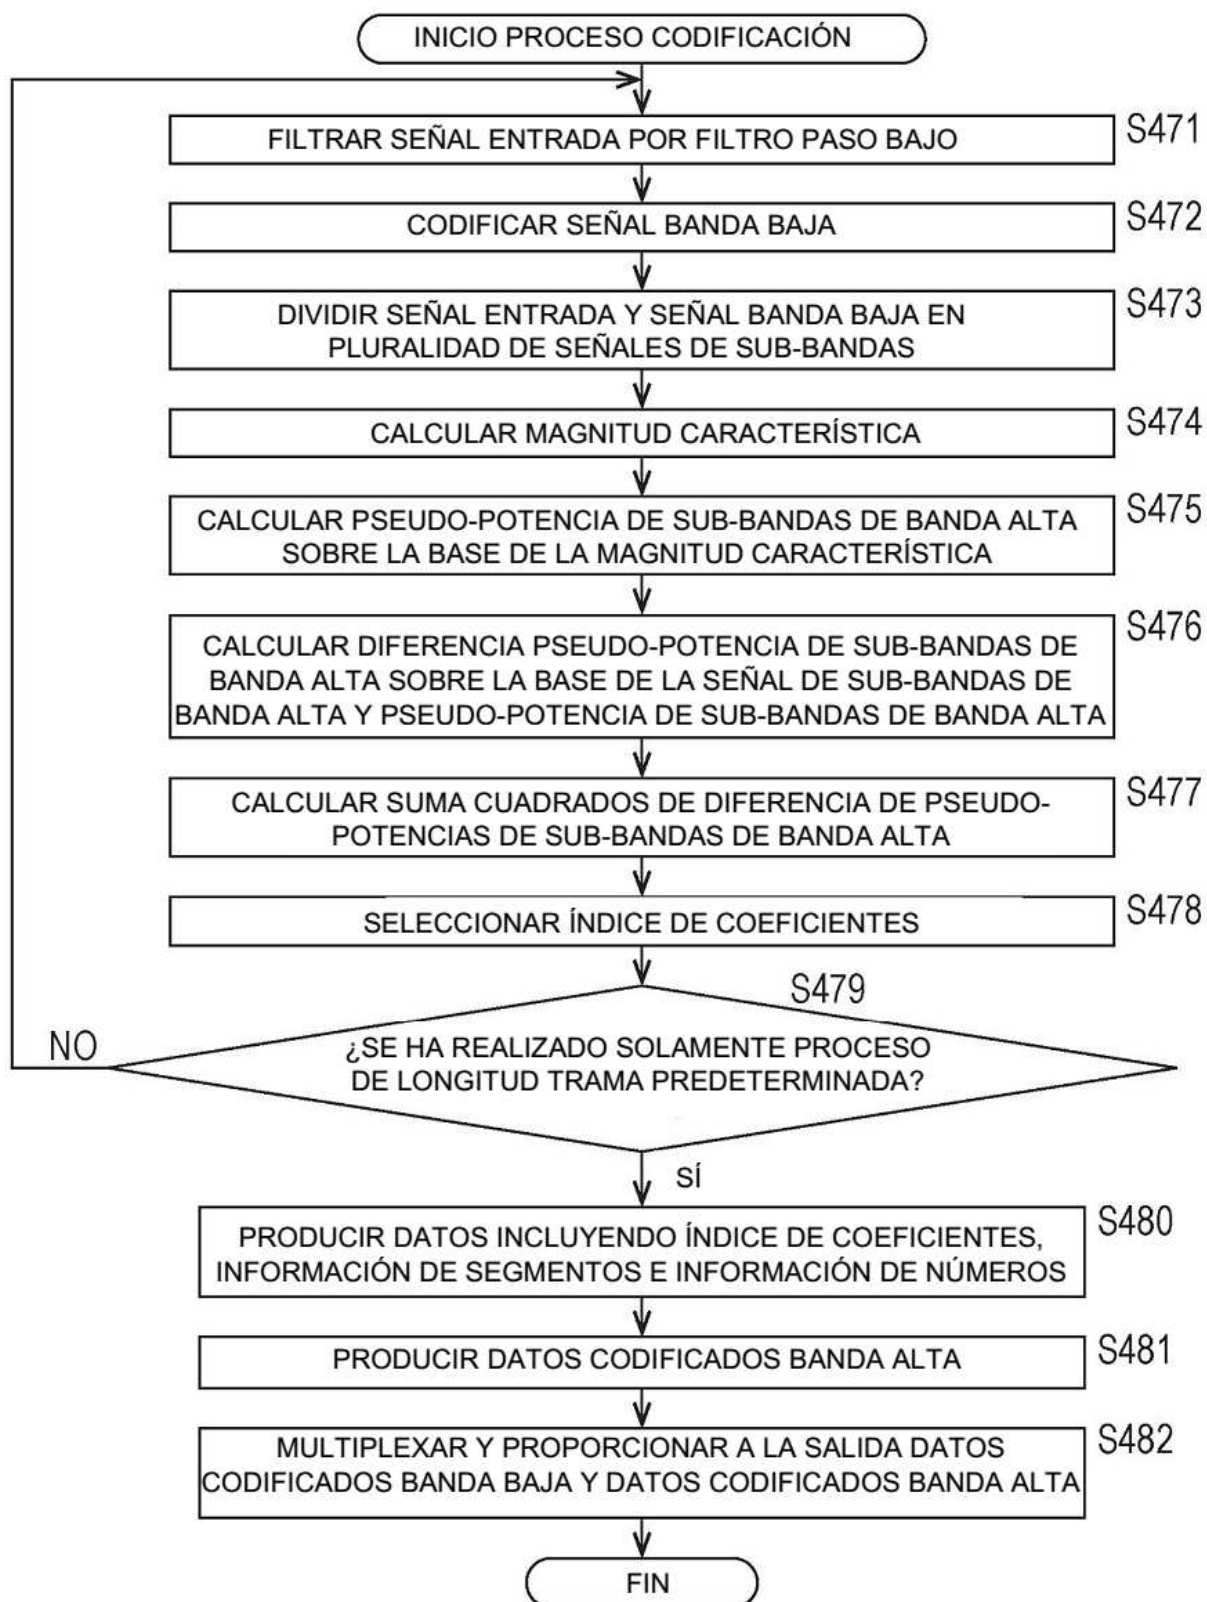 INICIO PROCESO CODIFICACIÓN
FILTRAR SEÑAL ENTRADA POR FILTRO PASO BAJO
S471
CODIFICAR SEÑAL BANDA BAJA
S472
DIVIDIR SEÑAL ENTRADA Y SEÑAL BANDA BAJA EN
PLURALIDAD DE SEÑALES DE SUB-BANDAS
S473
CALCULAR MAGNITUD CARACTERÍSTICA
S474
CALCULAR PSEUDO-POTENCIA DE SUB-BANDAS DE BANDA ALTA
SOBRE LA BASE DE LA MAGNITUD CARACTERÍSTICA
S475
CALCULAR DIFERENCIA PSEUDO-POTENCIA DE SUB-BANDAS DE
BANDA ALTA SOBRE LA BASE DE LA SEÑAL DE SUB-BANDAS DE
BANDA ALTA Y PSEUDO-POTENCIA DE SUB-BANDAS DE BANDA ALTA
S476
CALCULAR SUMA CUADRADOS DE DIFERENCIA DE PSEUDO-
POTENCIAS DE SUB-BANDAS DE BANDA ALTA
S477
SELECCIONAR ÍNDICE DE COEFICIENTES
S478
S479
NO
¿SE HA REALIZADO SOLAMENTE PROCESO
DE LONGITUD TRAMA PREDETERMINADA?
SÍ
PRODUCIR DATOS INCLUYENDO ÍNDICE DE COEFICIENTES,
INFORMACIÓN DE SEGMENTOS E INFORMACIÓN DE NÚMEROS
S480
PRODUCIR DATOS CODIFICADOS BANDA ALTA
S481
MULTIPLEXAR Y PROPORCIONAR A LA SALIDA DATOS
CODIFICADOS BANDA BAJA Y DATOS CODIFICADOS BANDA ALTA
S482
FIN